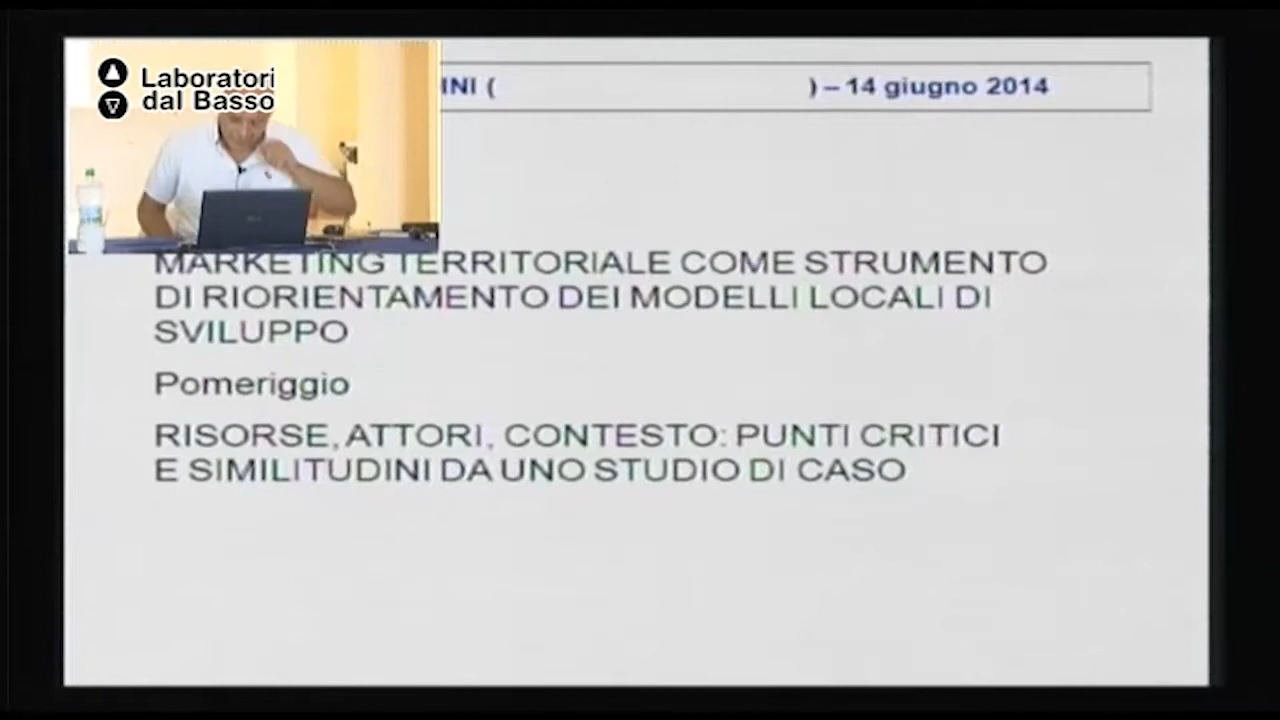 Laboratori
dal Basso
INI ( ) – 14 giugno 2014
MARKETING TERRITORIALE COME STRUMENTO
DI RIORIENTAMENTO DEI MODELLI LOCALI DI
SVILUPPO
Pomeriggio
RISORSE, ATTORI, CONTESTO: PUNTI CRITICI
E SIMILITUDINI DA UNO STUDIO DI CASO